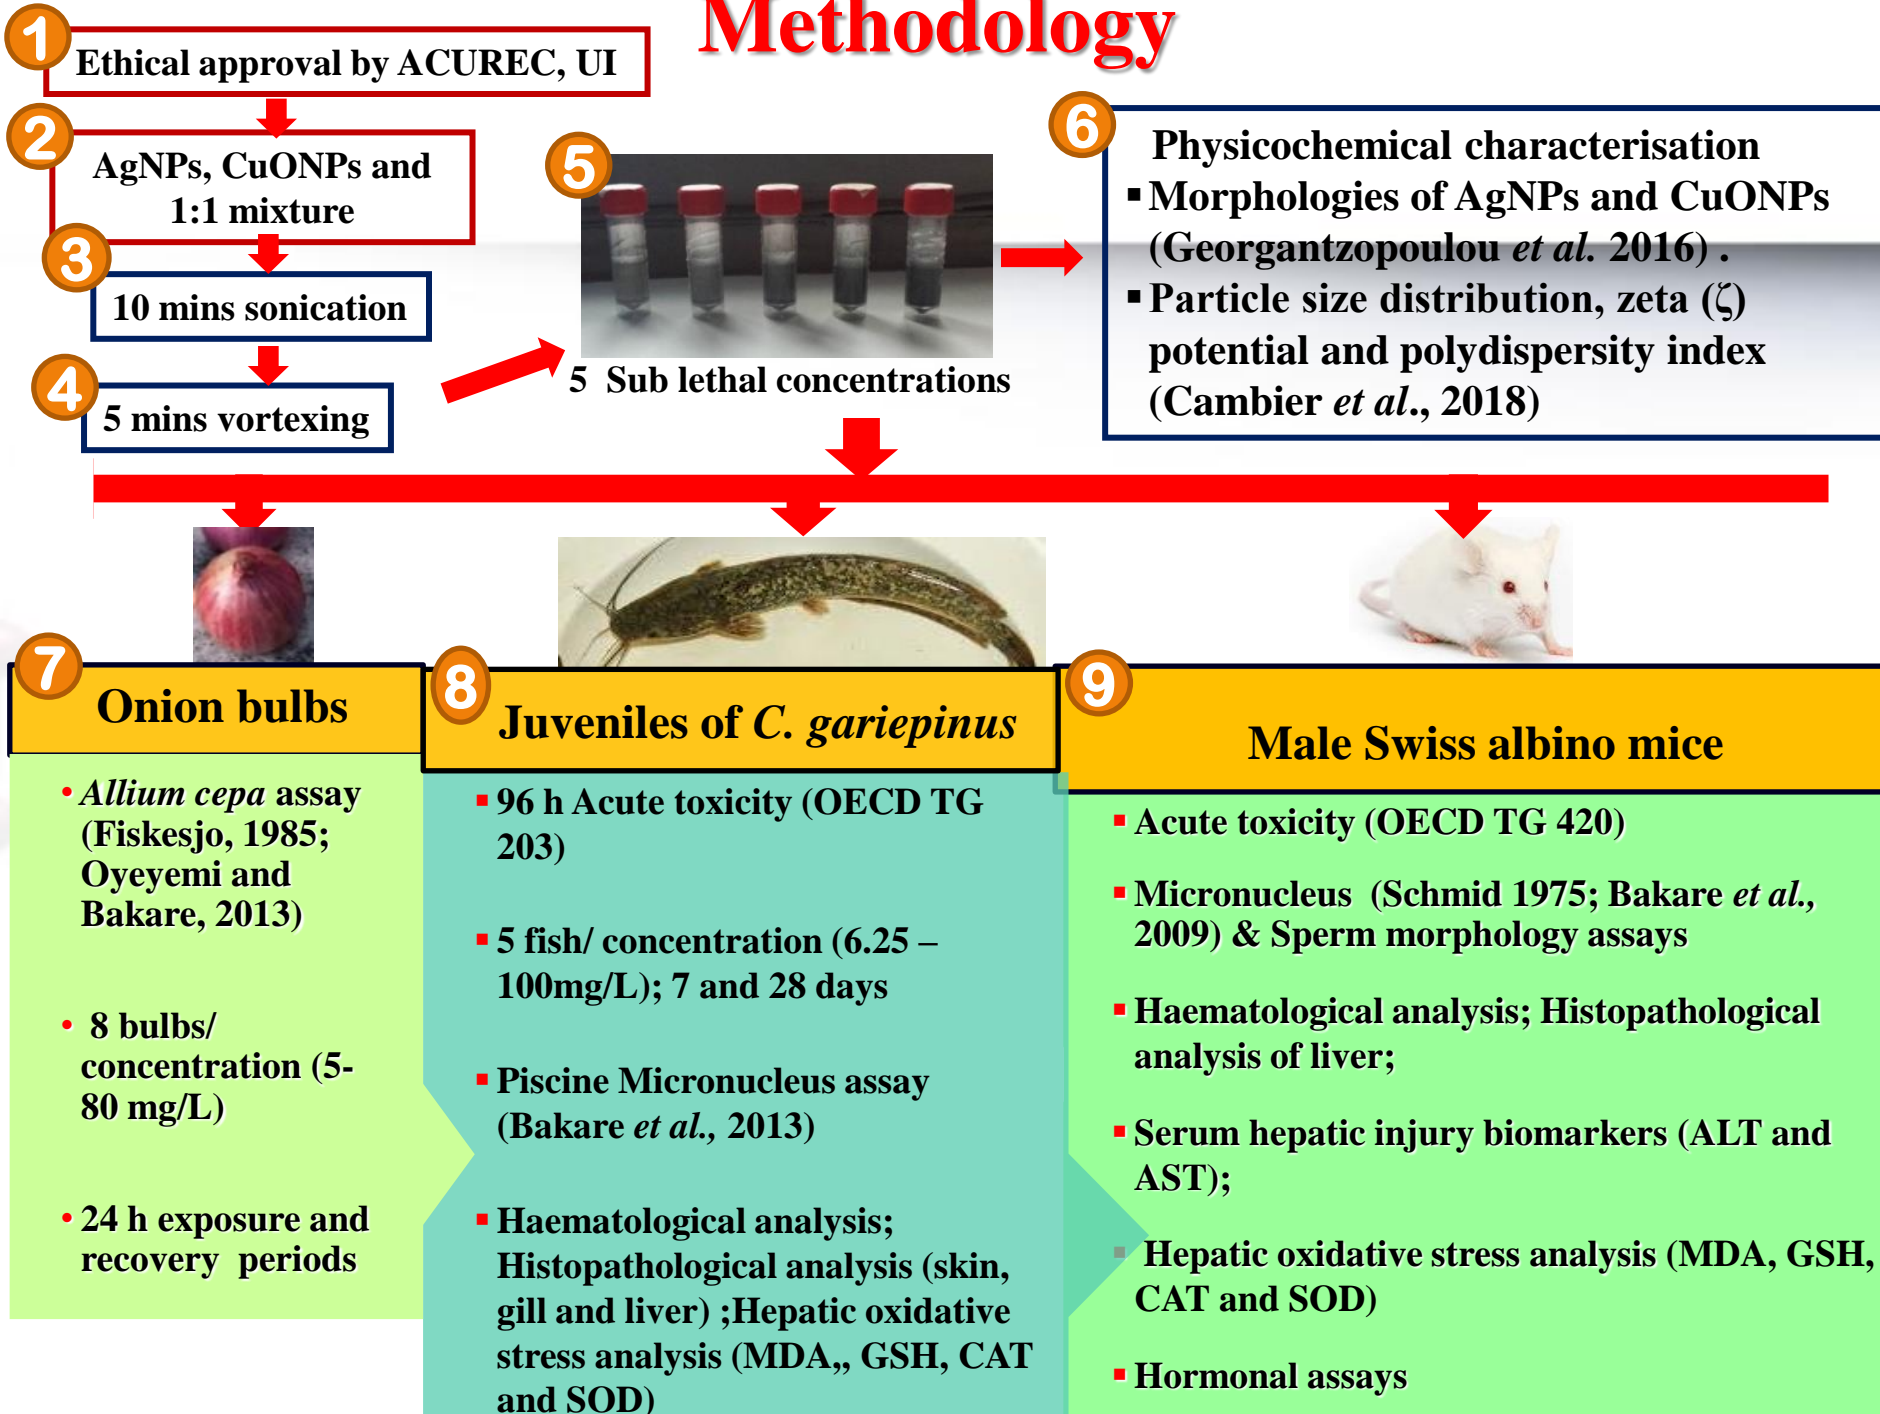 Methodology
1
Ethical approval by ACUREC, UI
2
AgNPs, CuONPs and
1:1 mixture
3
10 mins sonication
4
5 mins vortexing
5
5 Sub lethal concentrations
6
Physicochemical characterisation
▪ Morphologies of AgNPs and CuONPs
(Georgantzopoulou et al. 2016) .
▪ Particle size distribution, zeta (ζ)
potential and polydispersity index
(Cambier et al., 2018)
7
Onion bulbs
• Allium cepa assay
(Fiskesjo, 1985;
Oyeyemi and
Bakare, 2013)
• 8 bulbs/
concentration (5-
80 mg/L)
• 24 h exposure and
recovery periods
8
Juveniles of C. gariepinus
▪ 96 h Acute toxicity (OECD TG
203)
▪ 5 fish/ concentration (6.25 –
100mg/L); 7 and 28 days
▪ Piscine Micronucleus assay
(Bakare et al., 2013)
▪ Haematological analysis;
Histopathological analysis (skin,
gill and liver) ;Hepatic oxidative
stress analysis (MDA,, GSH, CAT
and SOD)
9
Male Swiss albino mice
▪ Acute toxicity (OECD TG 420)
▪ Micronucleus (Schmid 1975; Bakare et al.,
2009) & Sperm morphology assays
▪ Haematological analysis; Histopathological
analysis of liver;
▪ Serum hepatic injury biomarkers (ALT and
AST);
▪ Hepatic oxidative stress analysis (MDA, GSH,
CAT and SOD)
▪ Hormonal assays